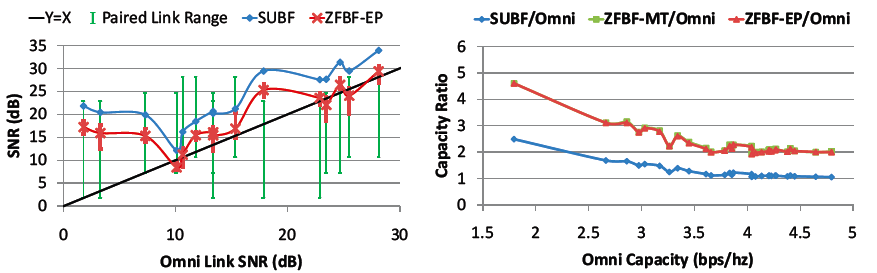 Y=X Paired Link Range SUBF ZFBF-EP
35
30
25
20
15
10
5
0
SNR (dB)
0 10 20 30
Omni Link SNR (dB)
SUBF/Omni ZFBF-MT/Omni ZFBF-EP/Omni
6
5
4
3
2
1
0
Capacity Ratio
1.5 2 2.5 3 3.5 4 4.5 5
Omni Capacity (bps/hz)